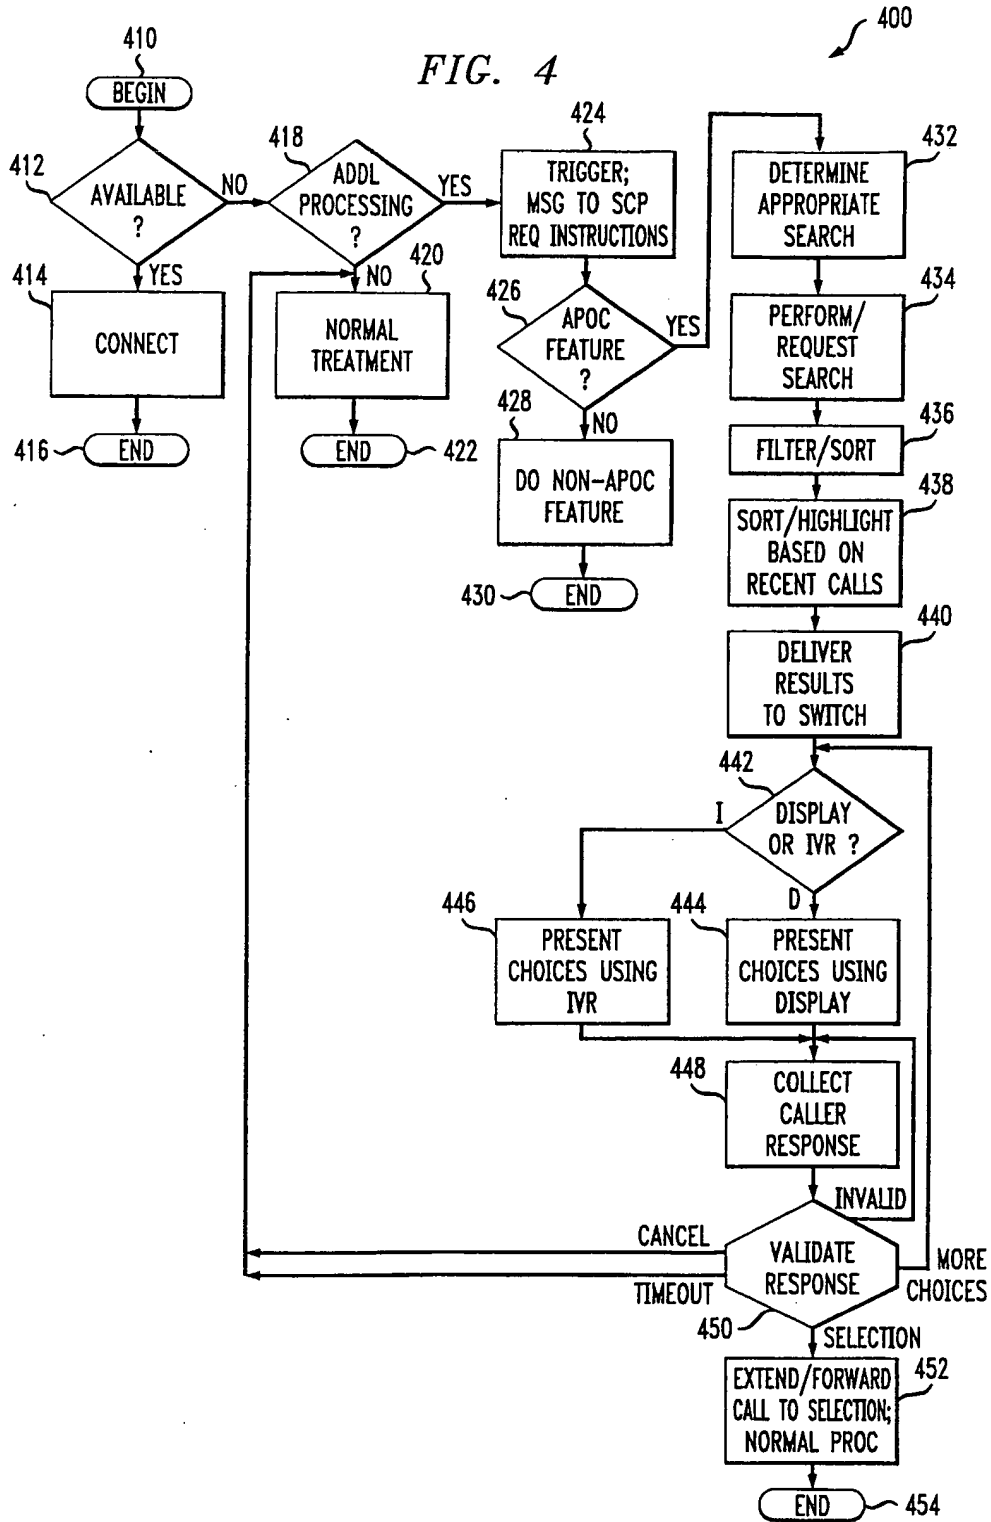 400
FIG. 4
410
BEGIN
412
AVAILABLE
?
NO
YES
414
CONNECT
416
END
418
ADDL
PROCESSING
?
YES
NO
420
NORMAL
TREATMENT
END
422
424
TRIGGER;
MSG TO SCP
REQ INSTRUCTIONS
426
APOC
FEATURE
?
YES
NO
428
DO NON-APOC
FEATURE
430
END
432
DETERMINE
APPROPRIATE
SEARCH
434
PERFORM/
REQUEST
SEARCH
436
FILTER/SORT
438
SORT/HIGHLIGHT
BASED ON
RECENT CALLS
440
DELIVER
RESULTS
TO SWITCH
442
DISPLAY
OR IVR ?
I
D
446
PRESENT
CHOICES USING
IVR
444
PRESENT
CHOICES USING
DISPLAY
448
COLLECT
CALLER
RESPONSE
INVALID
CANCEL
VALIDATE
RESPONSE
MORE
CHOICES
TIMEOUT
450
SELECTION
452
EXTEND/FORWARD
CALL TO SELECTION;
NORMAL PROC
END
454